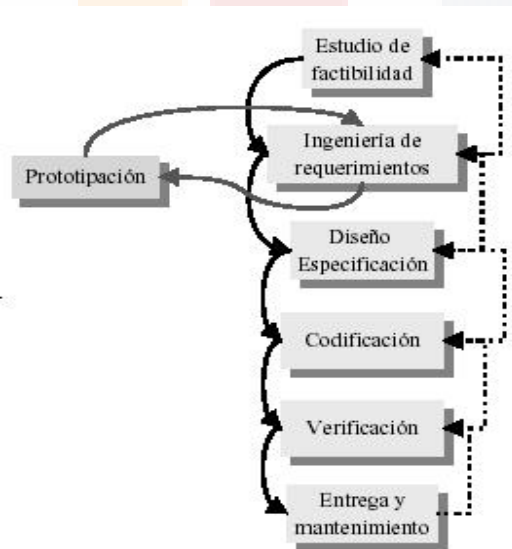 Estudio de
factibilidad
Ingeniería de
requerimientos
Prototipación
Diseño
Especificación
Codificación
Verificación
Entrega y
mantenimiento